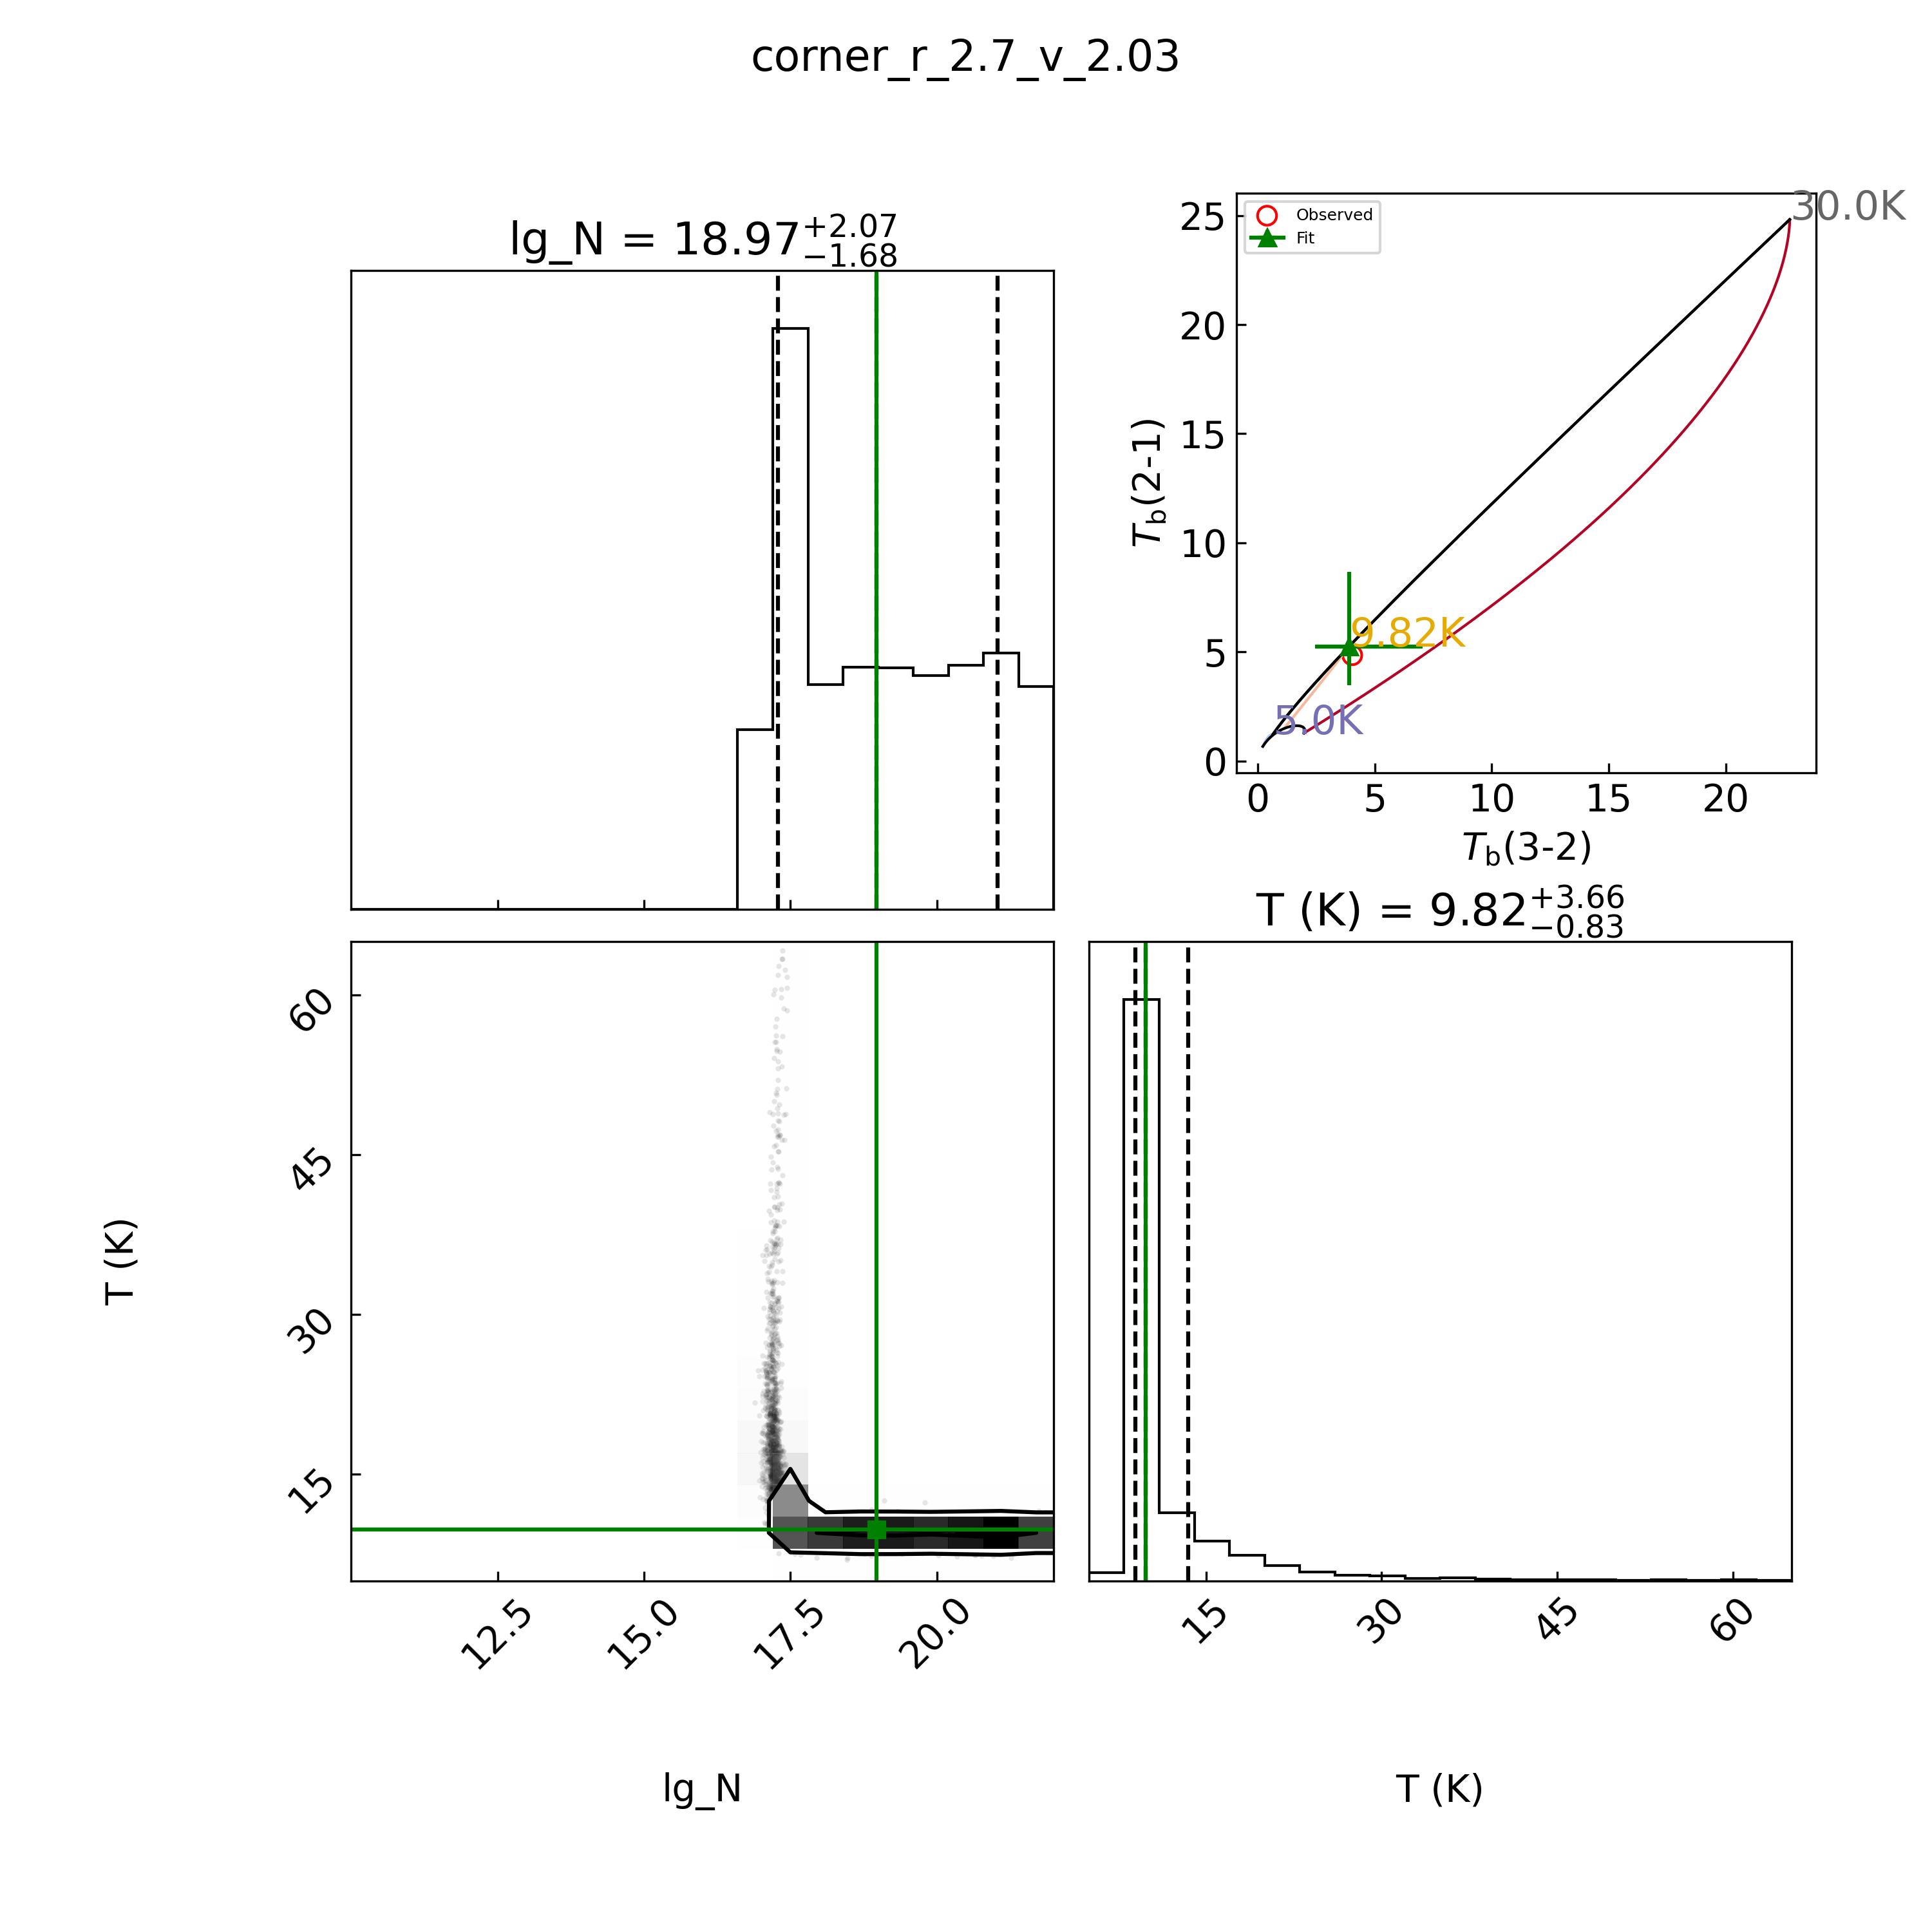 corner_r_2.7_v_2.03
lg_N = 18.97+2.07−1.68
30.0K
25
20
15
10
5
0
Observed
Fit
9.82K
5.0K
Tb(2-1)
0 5 10 15 20
Tb(3-2)
T (K) = 9.82+3.66−0.83
60
45
30
15
T (K)
12.5 15.0 17.5 20.0
15 30 45 60
lg_N
T (K)